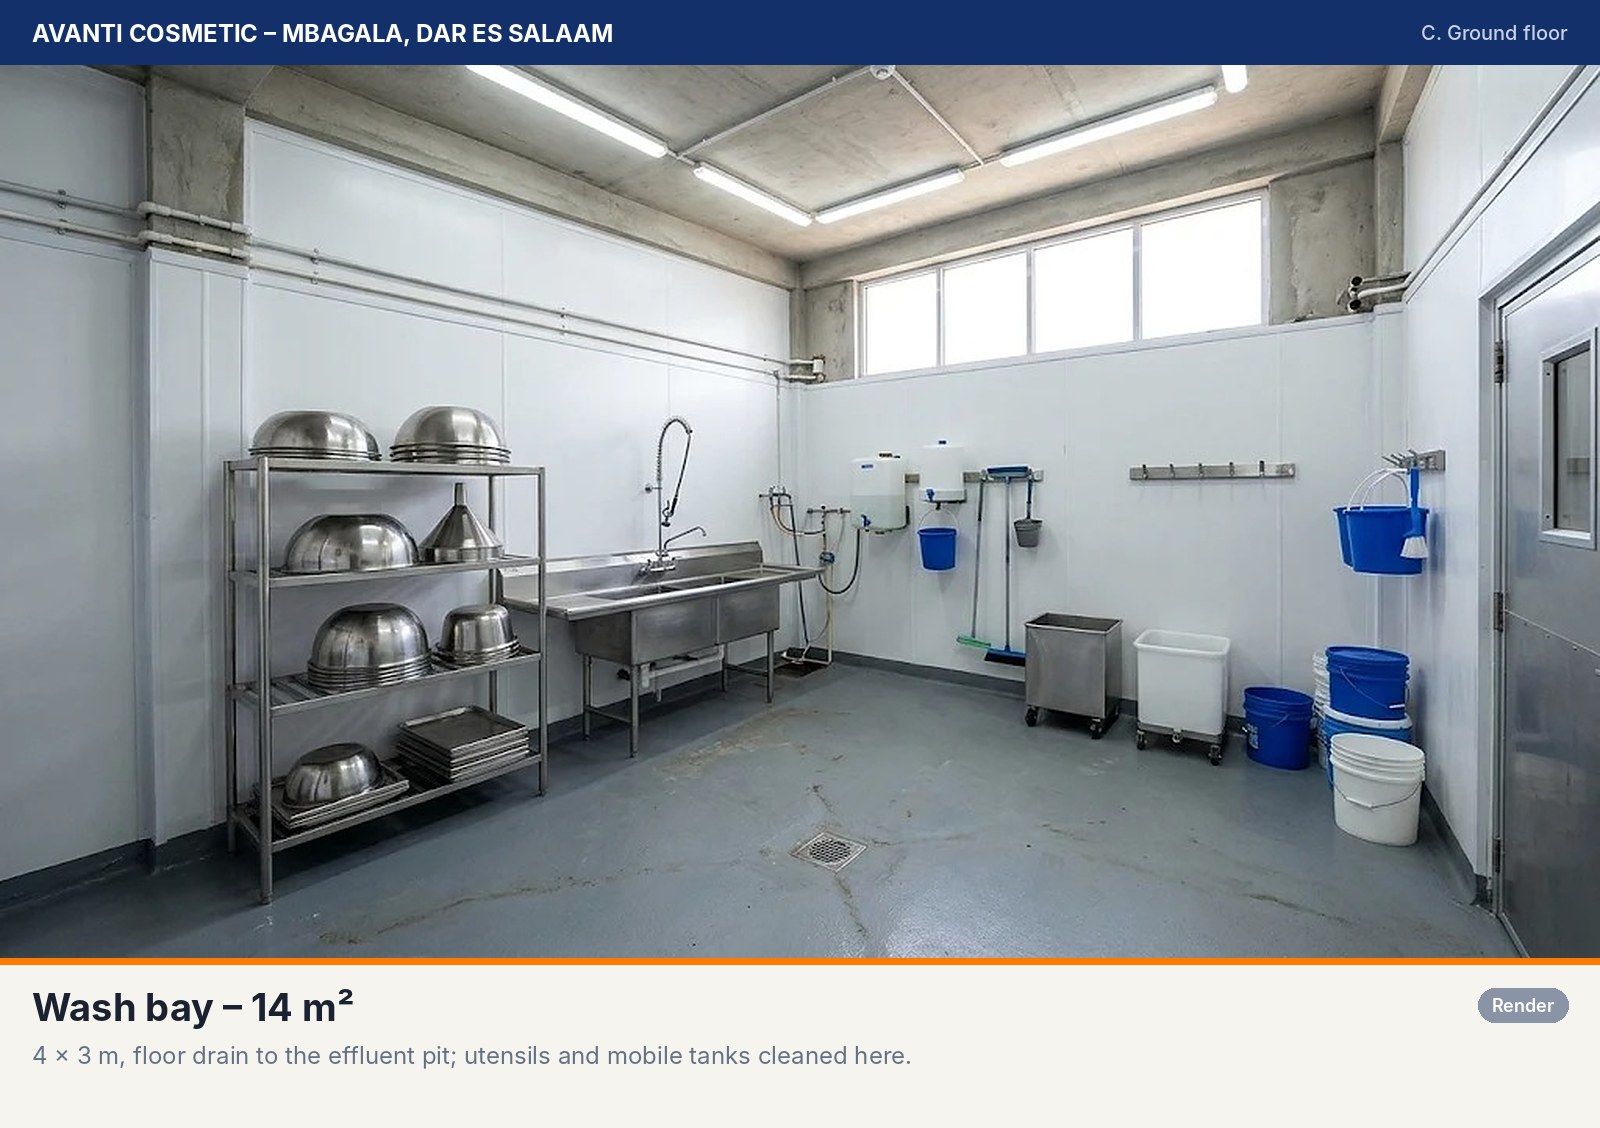 AVANTI COSMETIC – MBAGALA, DAR ES SALAAM
C. Ground floor
Wash bay – 14 m²
Render
4 × 3 m, floor drain to the effluent pit; utensils and mobile tanks cleaned here.